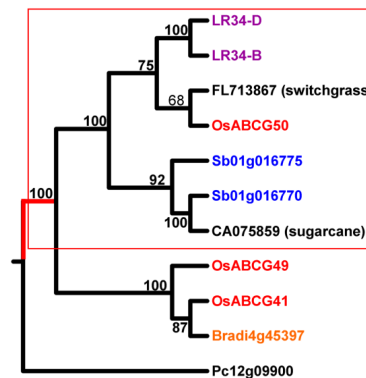 LR34-D
100
LR34-B
75
FL713867 (switchgrass
68
OsABCG50
100
Sb01g016775
92
Sb01g016770
100
CA075859 (sugarcane)
100
OsABCG49
100
OsABCG41
87
Bradi4g45397
Pc12g09900